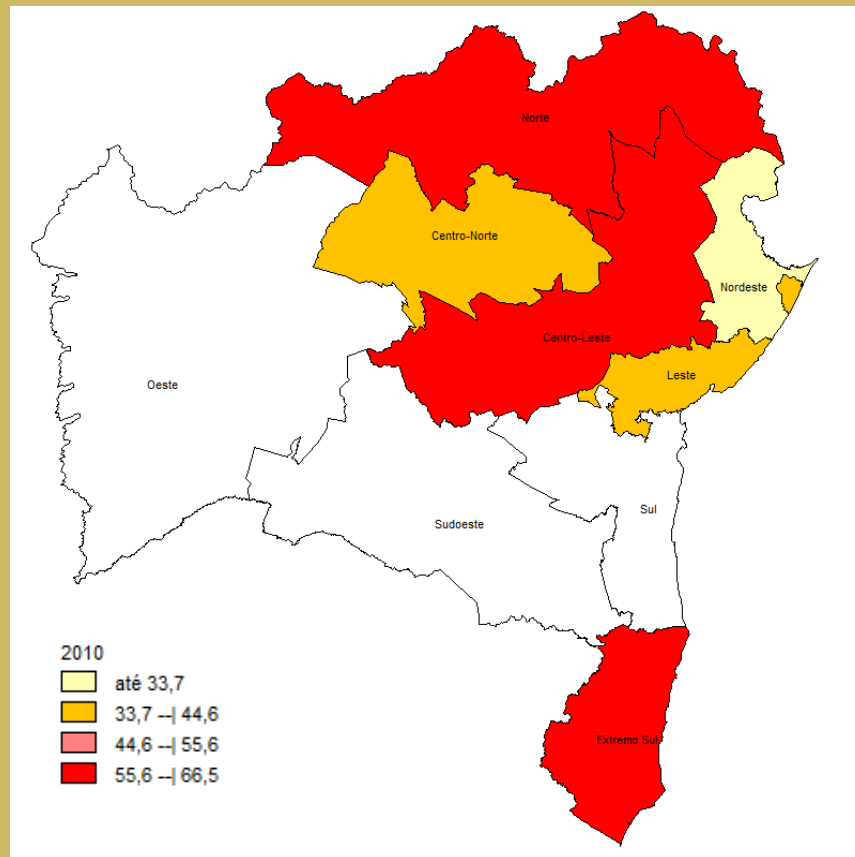 Norte
Centro-Norte
Nordeste
Centro-Leste
Leste
Oeste
Sul
Sudoeste
Extremo Sul
2010
até 33,7
33,7 --| 44,6
44,6 --| 55,6
55,6 --| 66,5